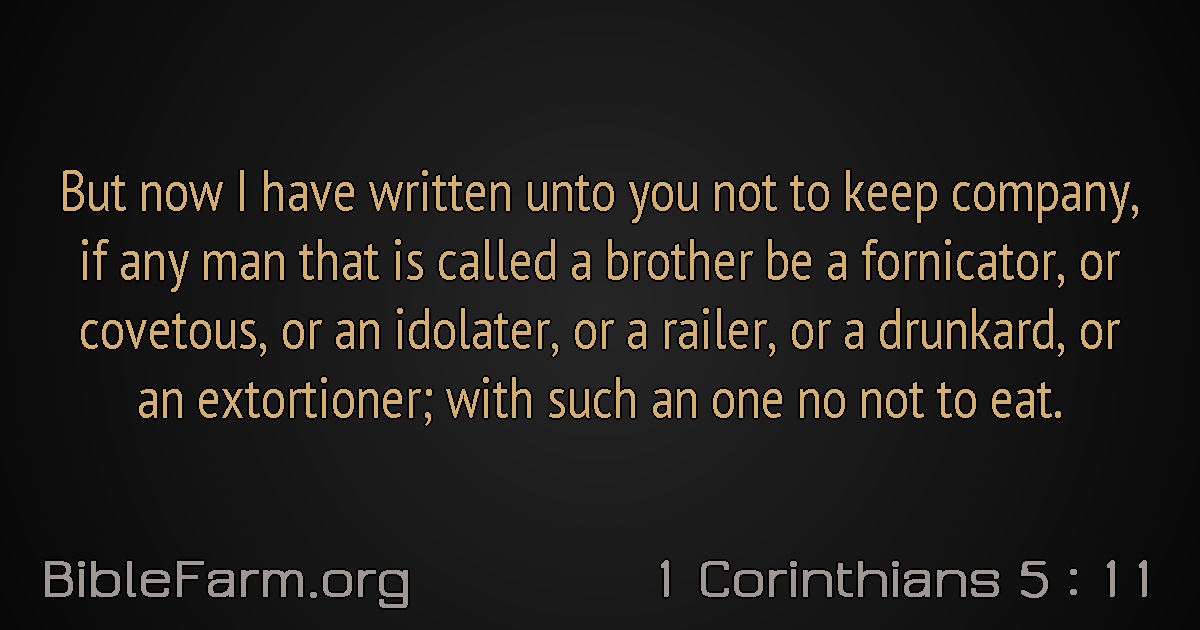 But now I have written unto you not to keep company,
if any man that is called a brother be a fornicator, or
covetous, or an idolater, or a railer, or a drunkard, or
an extortioner; with such an one no not to eat.
BibleFarm.org
1 Corinthians 5 : 11